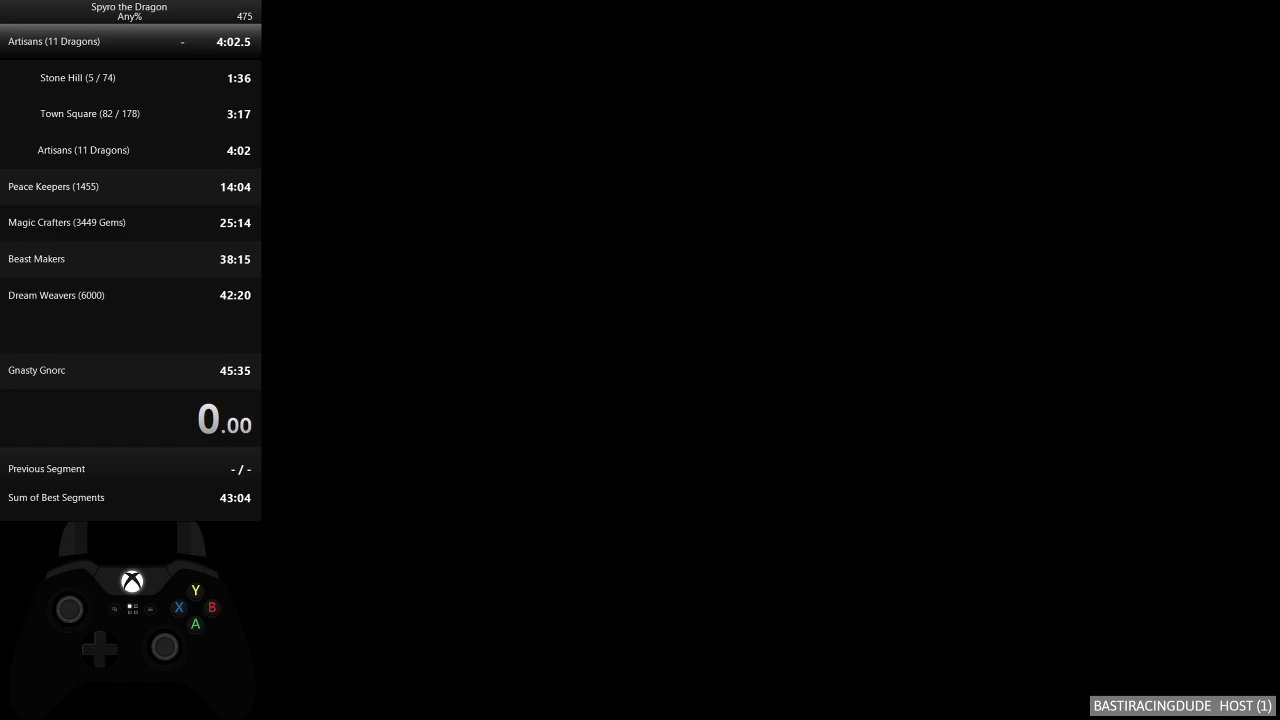 Spyro the Dragon
Any% 475
Artisans (11 Dragons) - 4:02.5
Stone Hill (5 / 74) 1:36
Town Square (82 / 178) 3:17
Artisans (11 Dragons) 4:02
Peace Keepers (1455) 14:04
Magic Crafters (3449 Gems) 25:14
Beast Makers 38:15
Dream Weavers (6000) 42:20
Gnasty Gnorc 45:35
0.00
Previous Segment - / -
Sum of Best Segments 43:04
Y
X B
A
BASTIRACINGDUDE HOST (1)